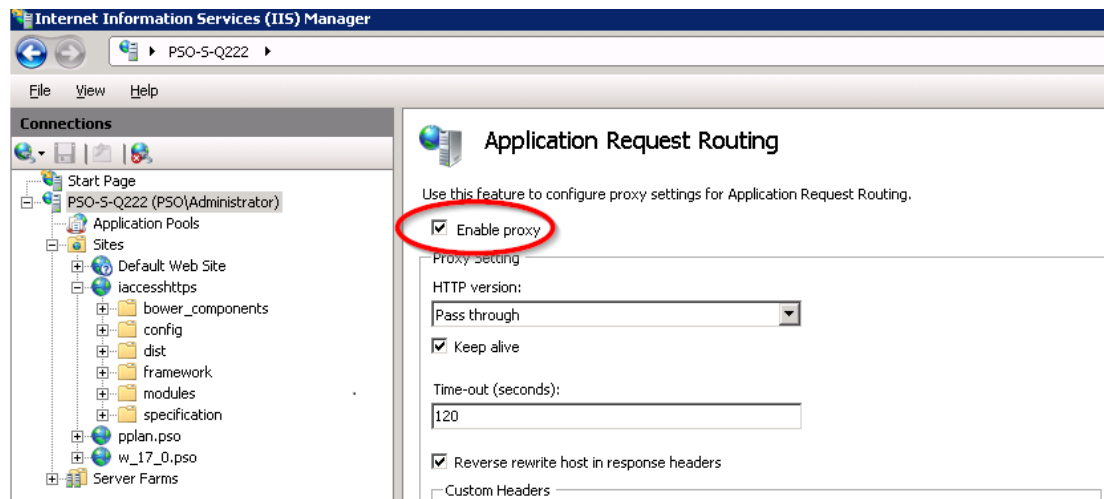 Internet Information Services (IIS) Manager
PSO-S-Q222
File View Help
Connections
Start Page
PSO-S-Q222 (PSO\Administrator)
Application Pools
Sites
Default Web Site
iaccesshttps
bower_components
config
dist
framework
modules
specification
pplan.pso
w_17_0.pso
Server Farms
Application Request Routing
Use this feature to configure proxy settings for Application Request Routing.
Enable proxy
Proxy Setting
HTTP version:
Pass through
Keep alive
Time-out (seconds):
120
Reverse rewrite host in response headers
Custom Headers